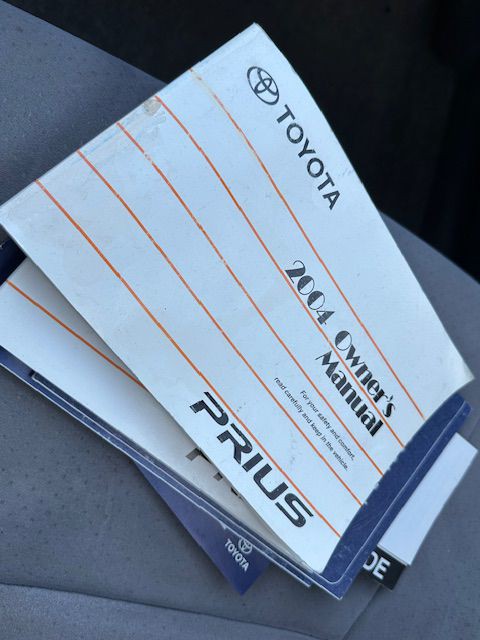 TOYOTA
2004 Owner's
Manual
For your safety and comfort,
read carefully and keep in the vehicle.
PRIUS
TOYOTA
DE